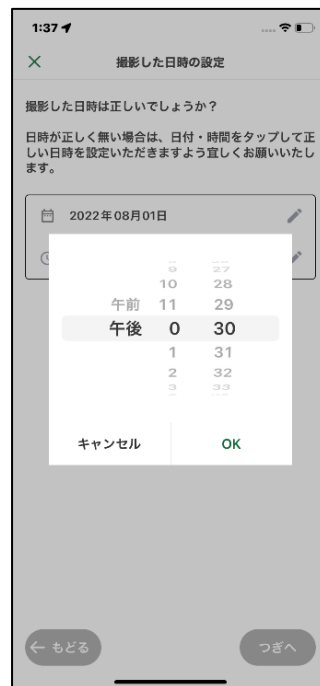 1:37
撮影した日時の設定
撮影した日時は正しいでしょうか？
日時が正しく無い場合は、日付・時間をタップして正
しい日時を設定いただきますよう宜しくお願いいたし
ます。
2022年08月01日
9 27
10 28
午前 11 29
午後 0 30
1 31
2 32
3 33
キャンセル OK
もどる つぎへ